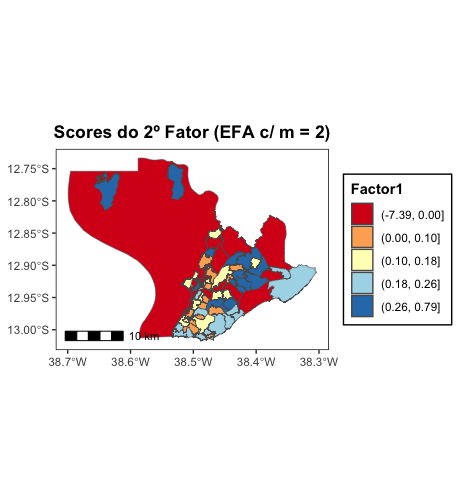 Scores do 2º Fator (EFA c/ m = 2)
12.75°S
12.80°S
12.85°S
12.90°S
12.95°S
13.00°S
10 km
38.7°W 38.6°W 38.5°W 38.4°W 38.3°W
Factor1
(-7.39, 0.00]
(0.00, 0.10]
(0.10, 0.18]
(0.18, 0.26]
(0.26, 0.79]